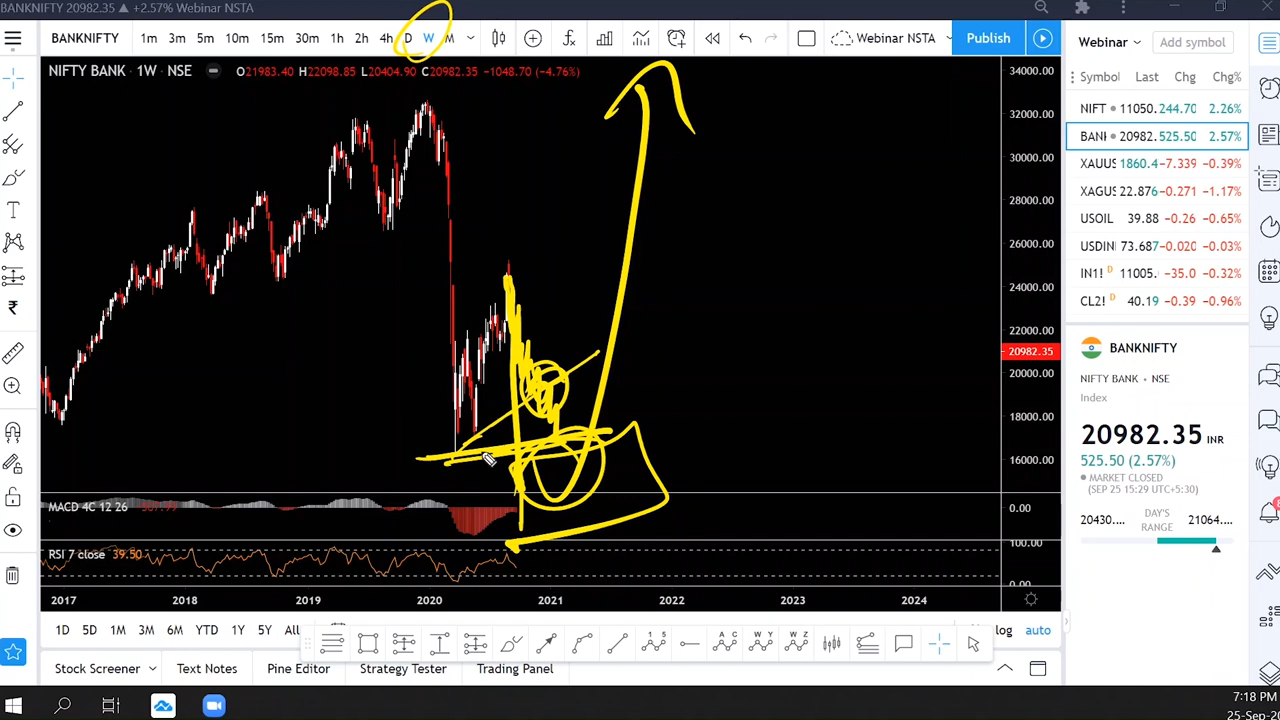 BANKNIFTY 20982.35 ▲ +2.57% Webinar NSTA
BANKNIFTY 1m 3m 5m 10m 15m 30m 1h 2h 4h D W M Webinar NSTA Publish
Webinar Add symbol
NIFTY BANK · 1W · NSE O21983.40 H22098.85 L20404.90 C20982.35 −1048.70 (−4.76%)
Symbol Last Chg Chg%
NIFT 11050. 244.70 2.26%
BANI 20982. 525.50 2.57%
XAUUS 1860.4 −7.339 −0.39%
XAGUS 22.876 −0.271 −1.17%
USOIL 39.88 −0.26 −0.65%
USDIN 73.687 −0.020 −0.03%
IN1! D 11005. −35.0 −0.32%
CL2! D 40.19 −0.39 −0.96%
34000.00
32000.00
30000.00
28000.00
26000.00
24000.00
22000.00
20982.35
20000.00
18000.00
16000.00
BANKNIFTY
NIFTY BANK • NSE
Index
20982.35 INR
525.50 (2.57%)
MARKET CLOSED
(SEP 25 15:29 UTC+5:30)
20430.... DAY'S RANGE 21064....
MACD 4C 12 26
0.00
RSI 7 close 39.50
100.00
0.00
2017 2018 2019 2020 2021 2022 2023 2024
1D 5D 1M 3M 6M YTD 1Y 5Y All log auto
Stock Screener Text Notes Pine Editor Strategy Tester Trading Panel
7:18 PM
25-Sep-2020